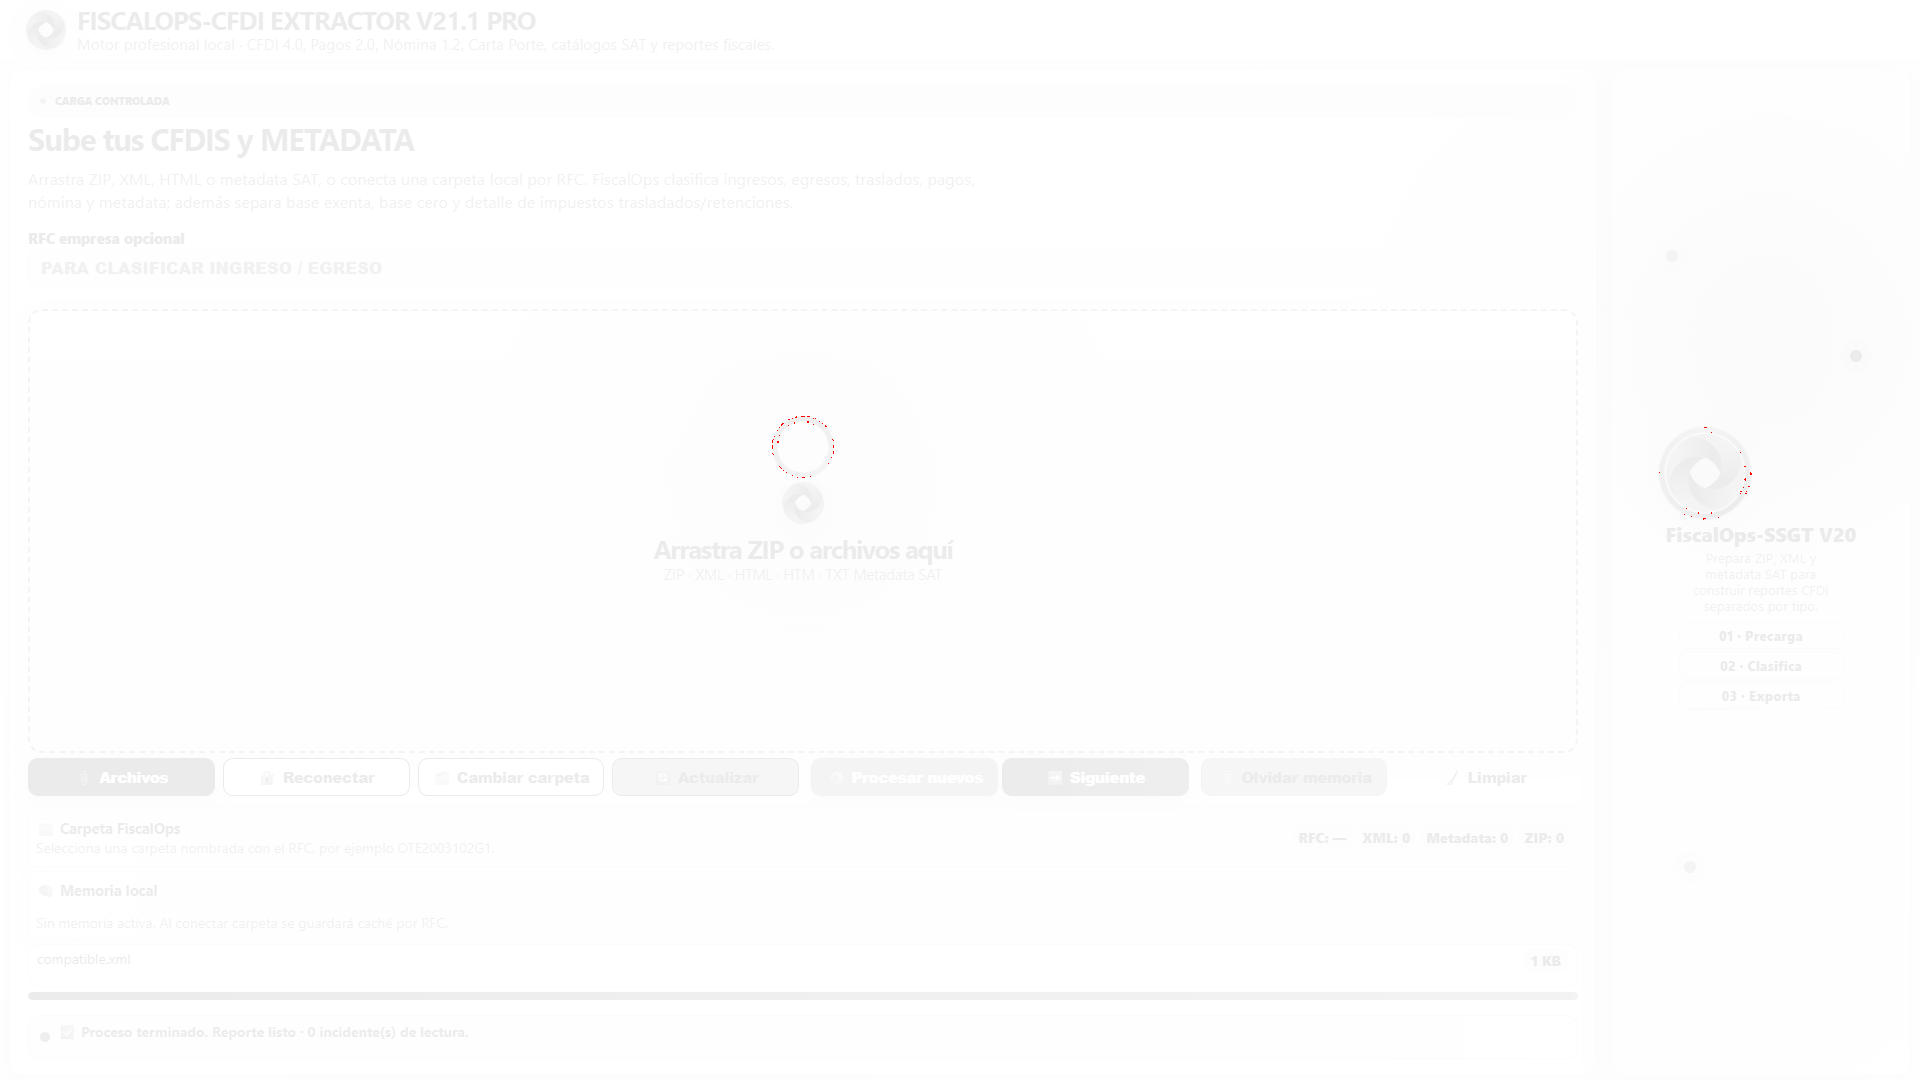 FISCALOPS-CFDI EXTRACTOR V21.1 PRO
Motor profesional local · CFDI 4.0, Pagos 2.0, Nómina 1.2, Carta Porte, catálogos SAT y reportes fiscales.
CARGA CONTROLADA
Sube tus CFDIS y METADATA
Arrastra ZIP, XML, HTML o metadata SAT, o conecta una carpeta local por RFC. FiscalOps clasifica ingresos, egresos, traslados, pagos,
nómina y metadata; además separa base exenta, base cero y detalle de impuestos trasladados/retenciones.
RFC empresa opcional
PARA CLASIFICAR INGRESO / EGRESO
Arrastra ZIP o archivos aquí
ZIP · XML · HTML · HTM · TXT Metadata SAT
Archivos
Reconectar
Cambiar carpeta
Actualizar
Procesar nuevos
Siguiente
Olvidar memoria
Limpiar
Carpeta FiscalOps
Selecciona una carpeta nombrada con el RFC, por ejemplo OTE2003102G1.
RFC: — XML: 0 Metadata: 0 ZIP: 0
Memoria local
Sin memoria activa. Al conectar carpeta se guardará caché por RFC.
compatible.xml
1 KB
Proceso terminado. Reporte listo · 0 incidente(s) de lectura.
FiscalOps-SSGT V20
Prepara ZIP, XML y
metadata SAT para
construir reportes CFDI
separados por tipo.
01 · Precarga
02 · Clasifica
03 · Exporta